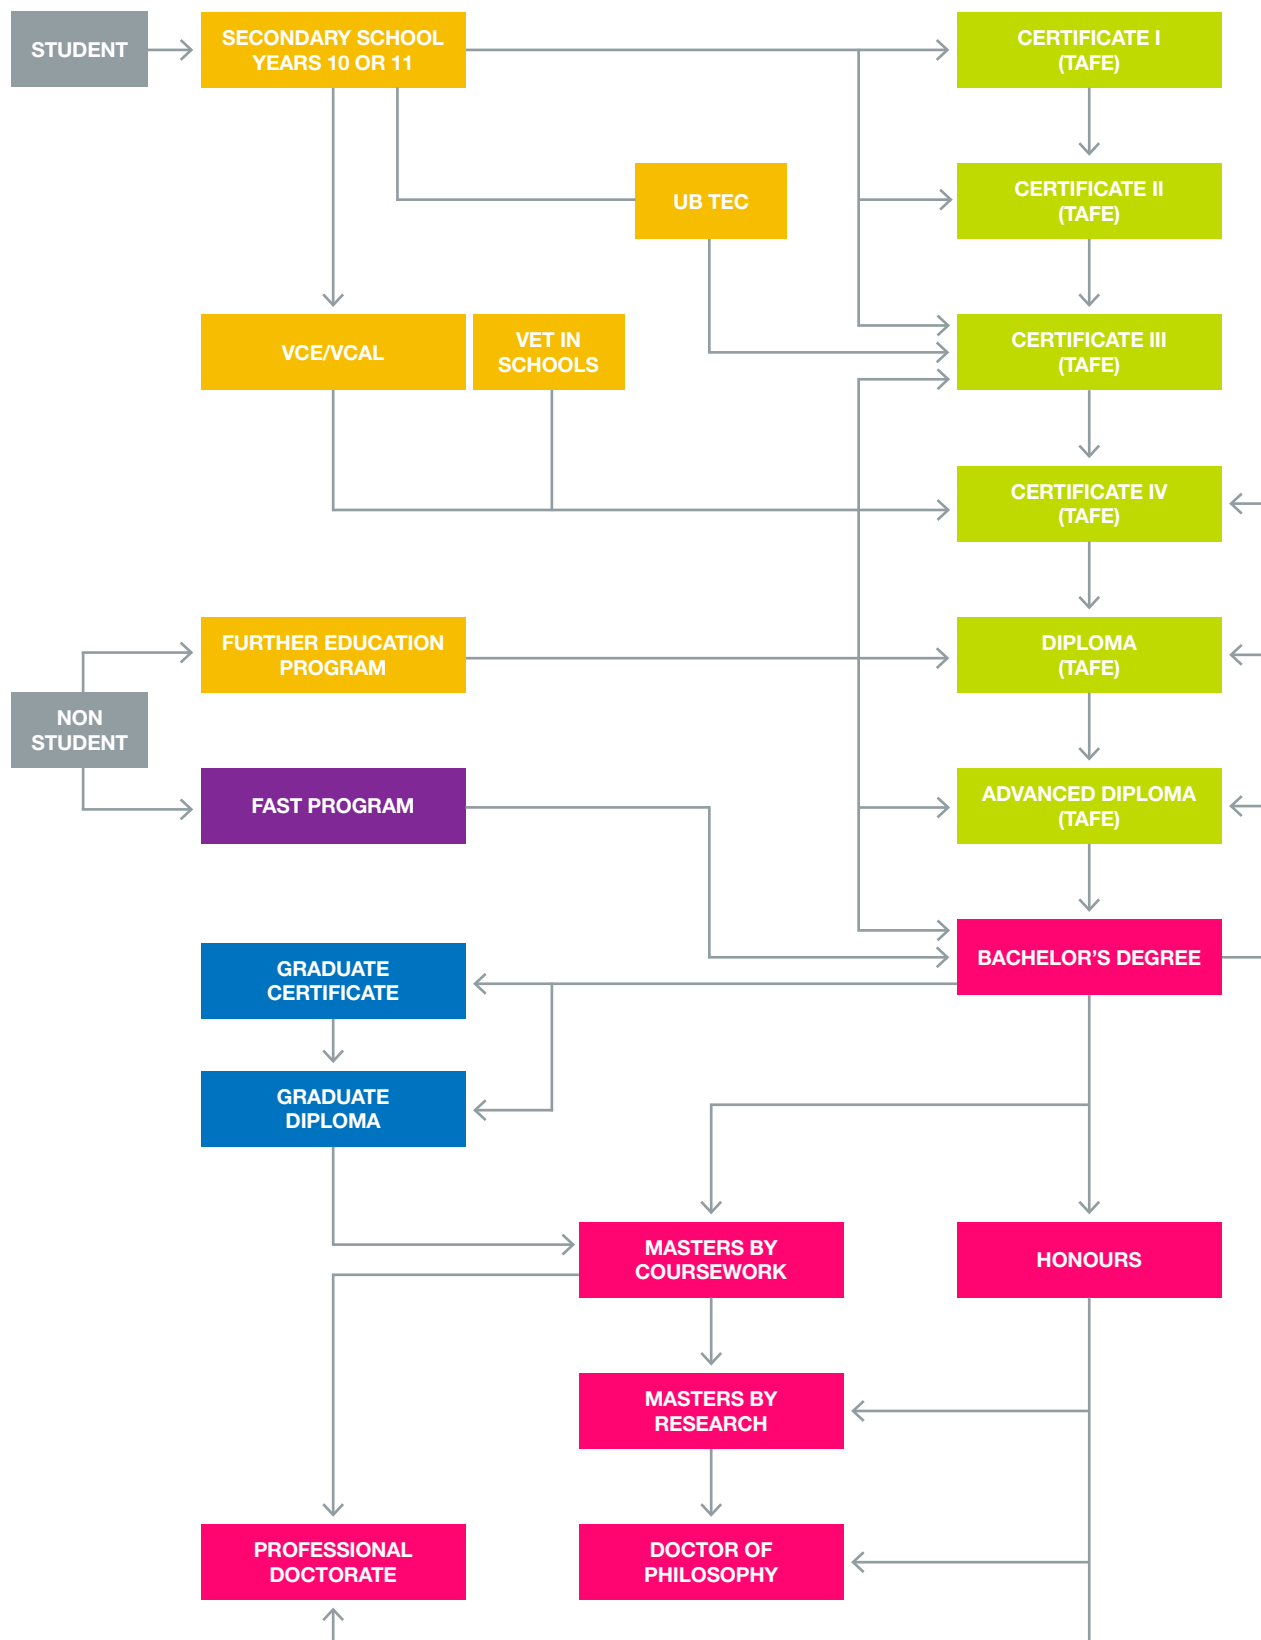 STUDENT
SECONDARY SCHOOL
YEARS 10 OR 11
CERTIFICATE I
(TAFE)
UB TEC
CERTIFICATE II
(TAFE)
VCE/VCAL
VET IN
SCHOOLS
CERTIFICATE III
(TAFE)
CERTIFICATE IV
(TAFE)
FURTHER EDUCATION
PROGRAM
DIPLOMA
(TAFE)
NON
STUDENT
FAST PROGRAM
ADVANCED DIPLOMA
(TAFE)
BACHELOR’S DEGREE
GRADUATE
CERTIFICATE
GRADUATE
DIPLOMA
MASTERS BY
COURSEWORK
HONOURS
MASTERS BY
RESEARCH
PROFESSIONAL
DOCTORATE
DOCTOR OF
PHILOSOPHY